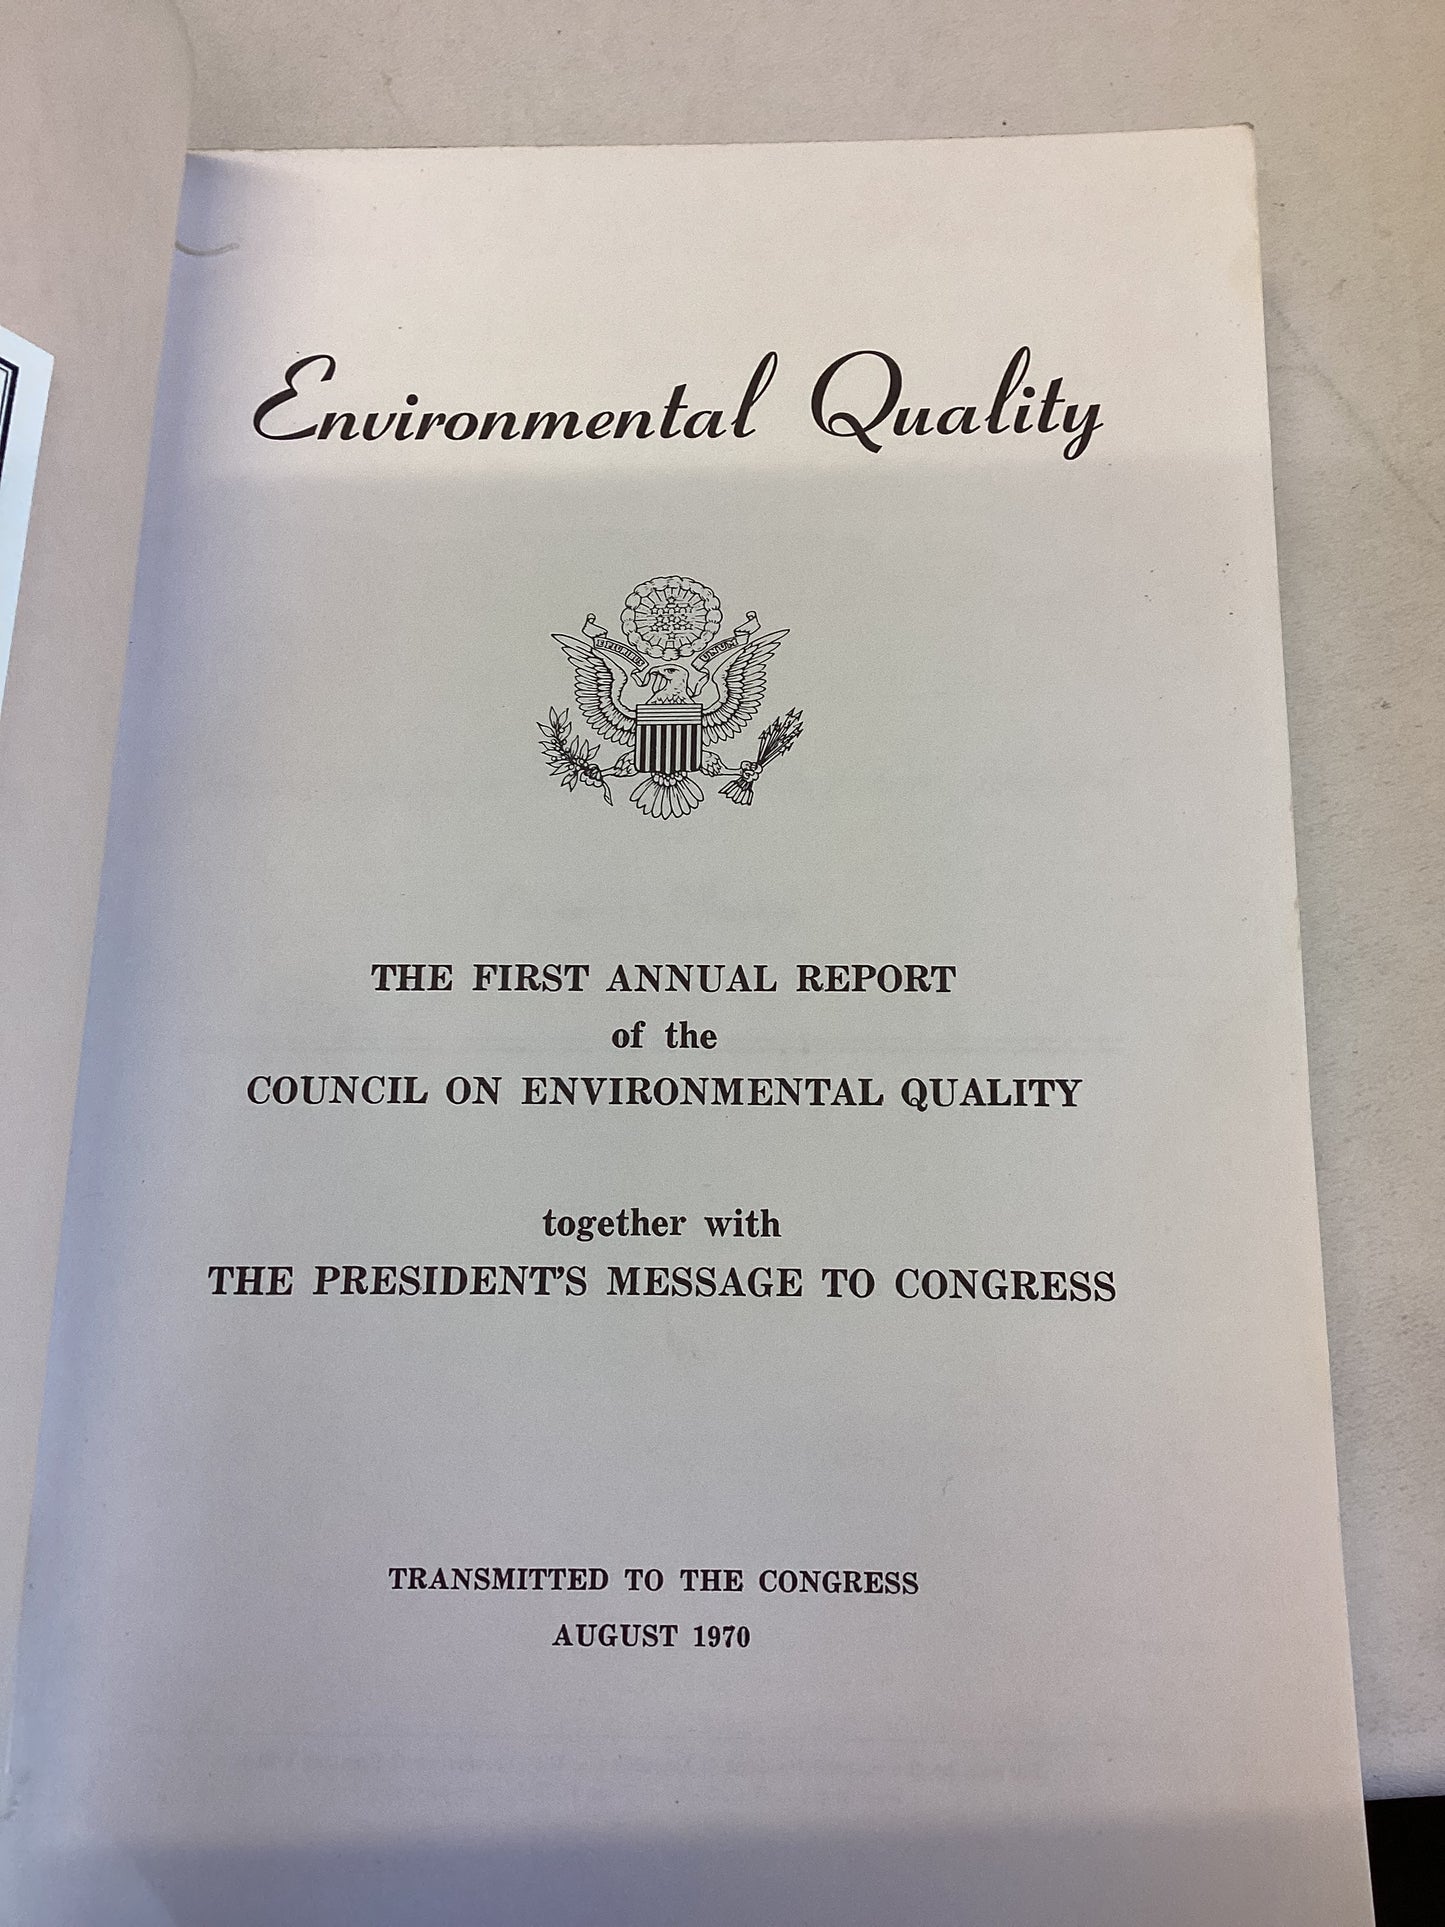 Environmental Quality
THE FIRST ANNUAL REPORT
of the
COUNCIL ON ENVIRONMENTAL QUALITY
together with
THE PRESIDENT'S MESSAGE TO CONGRESS
TRANSMITTED TO THE CONGRESS
AUGUST 1970